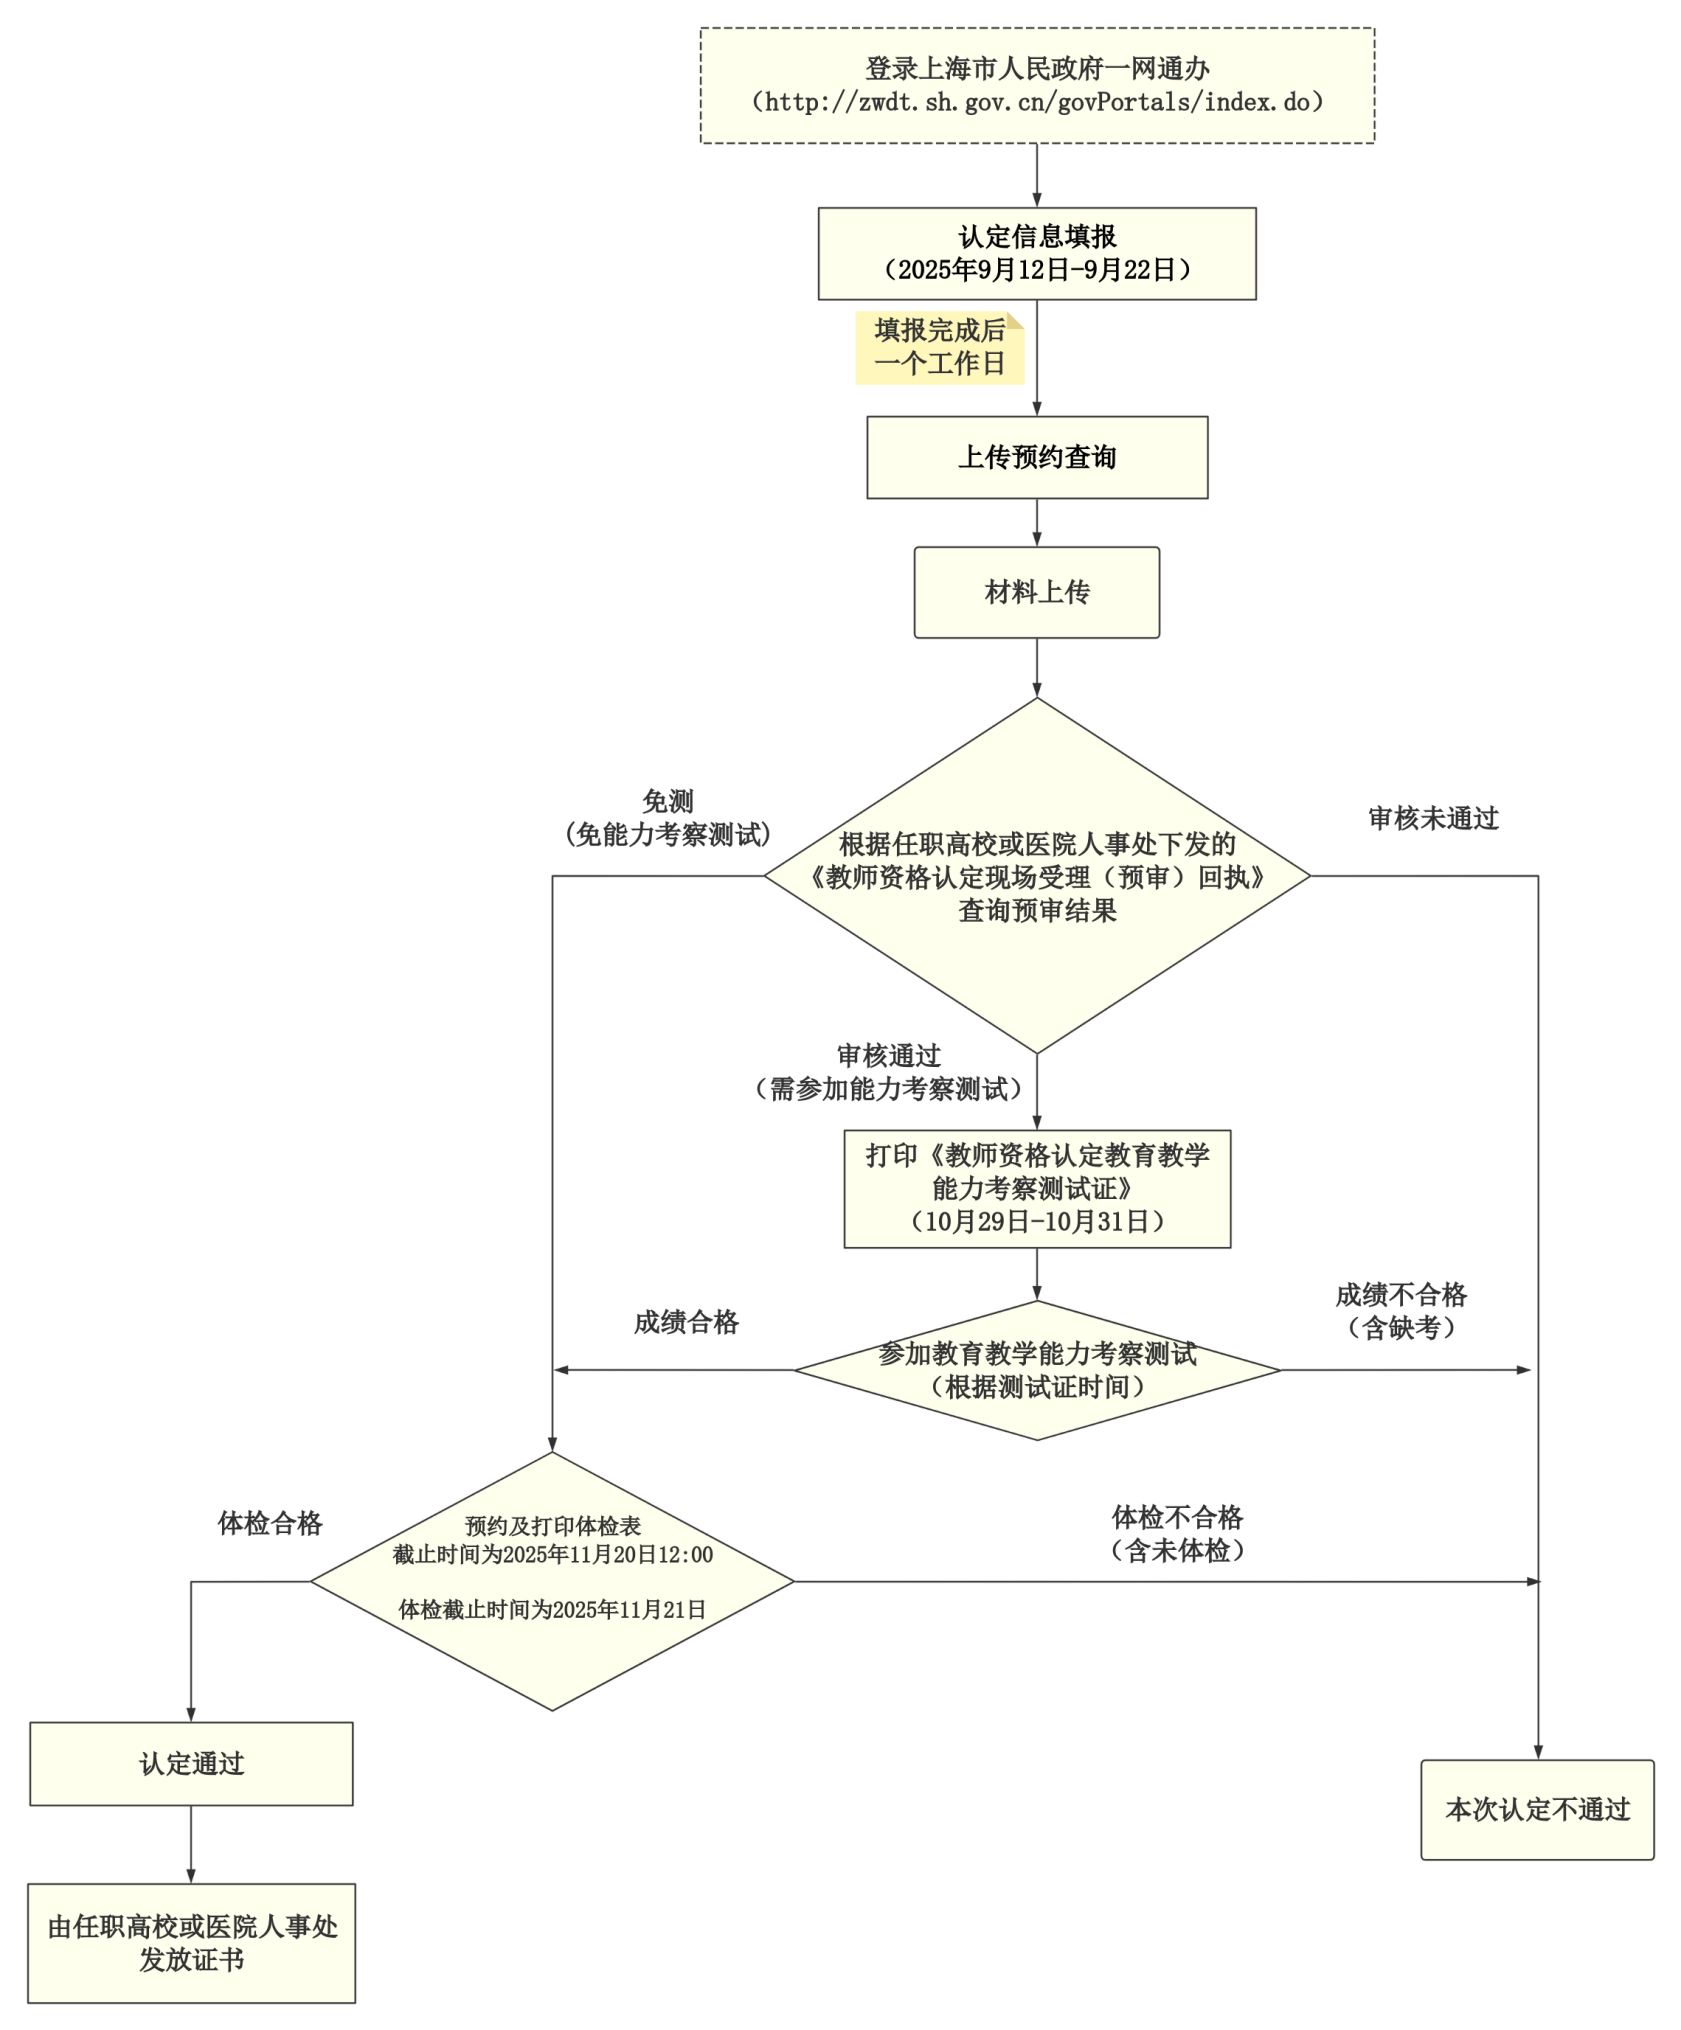 登录上海市人民政府一网通办
（http://zwdt.sh.gov.cn/govPortals/index.do）
认定信息填报
（2025年9月12日-9月22日）
填报完成后
一个工作日
上传预约查询
材料上传
免测
(免能力考察测试)
审核未通过
根据任职高校或医院人事处下发的
《教师资格认定现场受理（预审）回执》
查询预审结果
审核通过
（需参加能力考察测试）
打印《教师资格认定教育教学
能力考察测试证》
（10月29日-10月31日）
成绩合格
成绩不合格
（含缺考）
参加教育教学能力考察测试
（根据测试证时间）
体检合格
预约及打印体检表
截止时间为2025年11月20日12:00
体检截止时间为2025年11月21日
体检不合格
（含未体检）
认定通过
本次认定不通过
由任职高校或医院人事处
发放证书